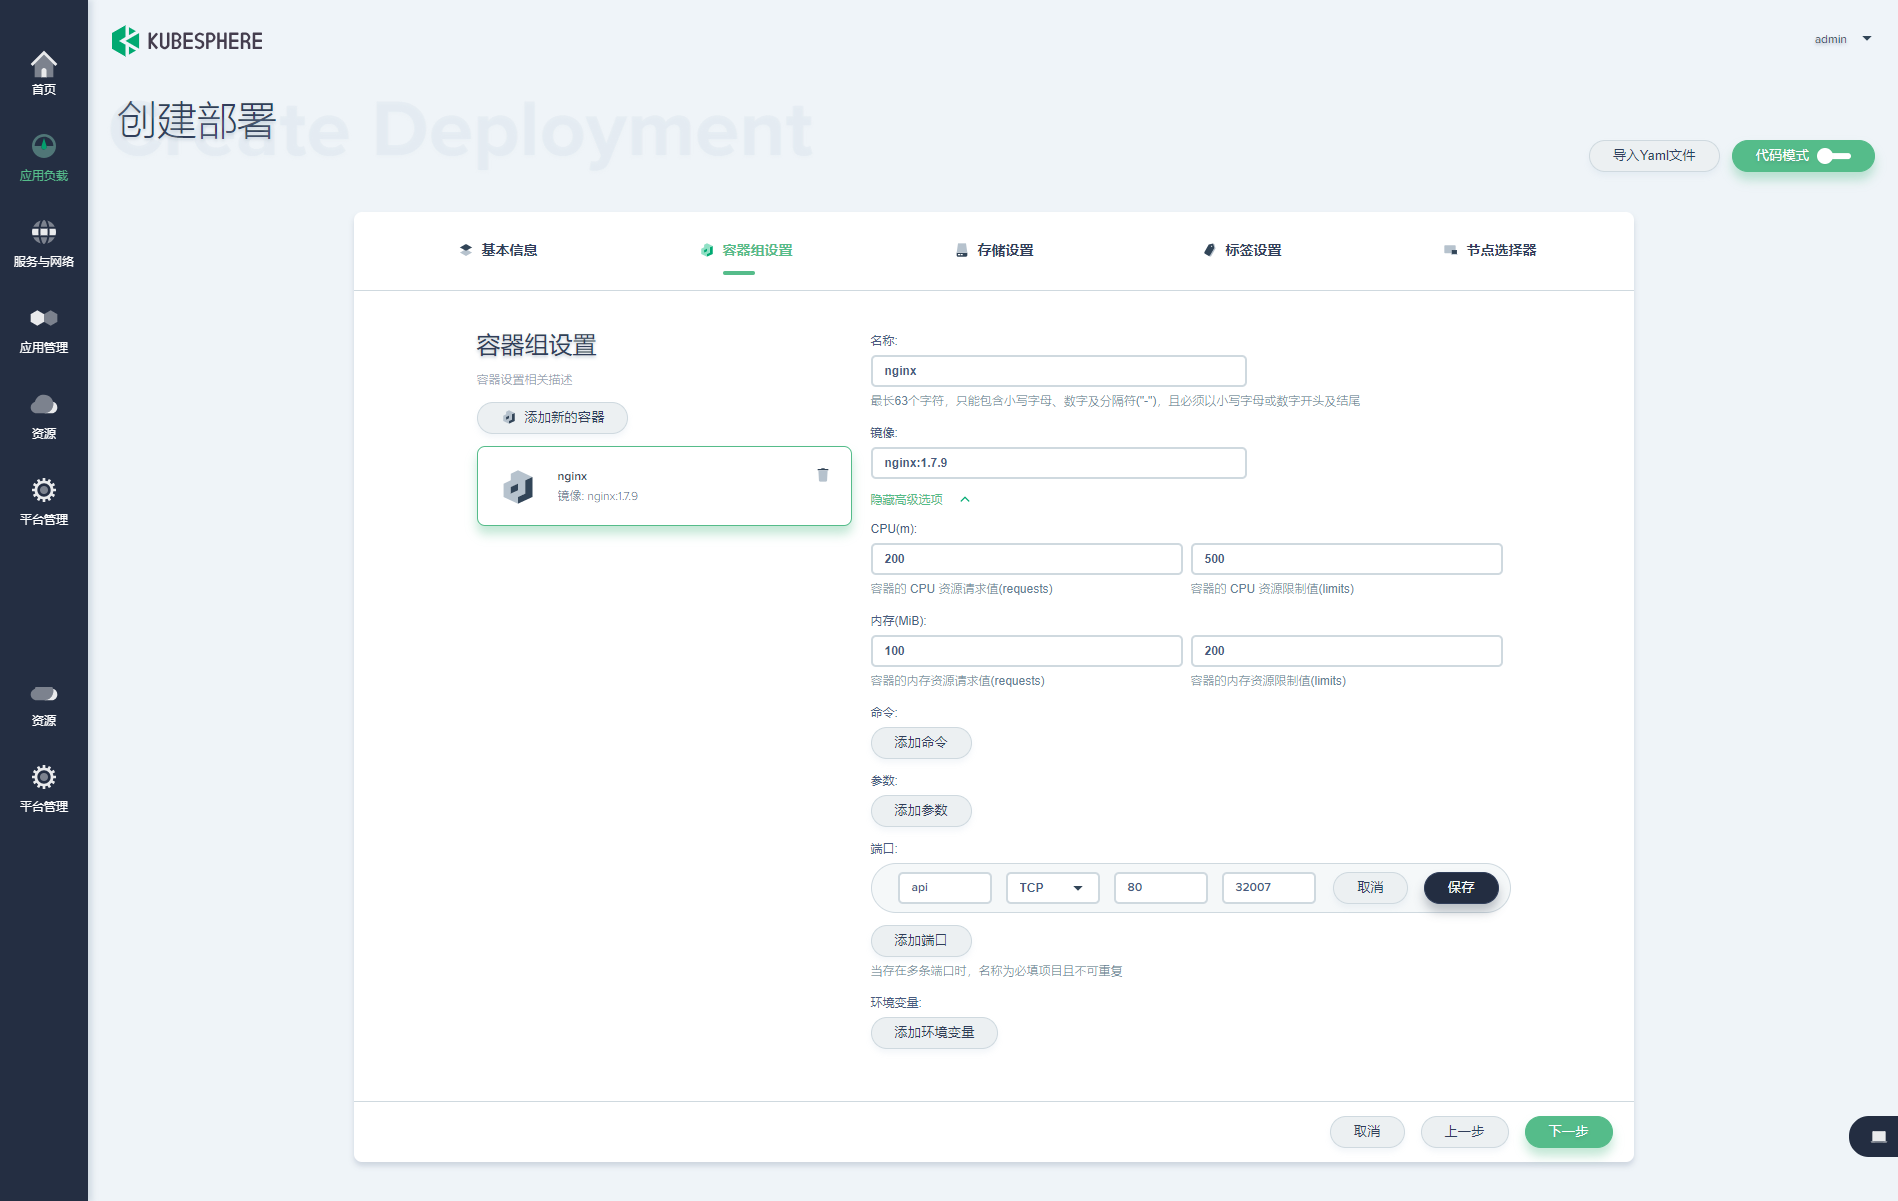 KUBESPHERE
admin
Create Deployment
创建部署
导入Yaml文件
代码模式
首页
应用负载
服务与网络
应用管理
资源
平台管理
资源
平台管理
基本信息
容器组设置
存储设置
标签设置
节点选择器
容器组设置
容器设置相关描述
添加新的容器
nginx
镜像: nginx:1.7.9
名称:
nginx
最长63个字符，只能包含小写字母、数字及分隔符("-")，且必须以小写字母或数字开头及结尾
镜像:
nginx:1.7.9
隐藏高级选项
CPU(m):
200
500
容器的 CPU 资源请求值(requests)
容器的 CPU 资源限制值(limits)
内存(MiB):
100
200
容器的内存资源请求值(requests)
容器的内存资源限制值(limits)
命令:
添加命令
参数:
添加参数
端口:
api
TCP
80
32007
取消
保存
添加端口
当存在多条端口时，名称为必填项目且不可重复
环境变量:
添加环境变量
取消
上一步
下一步